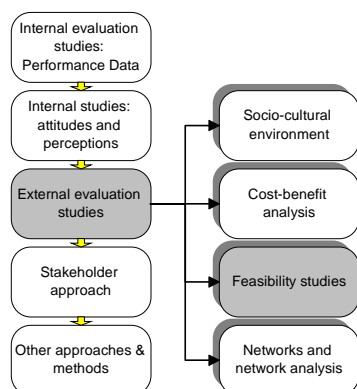 Internal evaluation
studies:
Performance Data
Internal studies:
attitudes and
perceptions
External evaluation
studies
Stakeholder
approach
Other approaches &
methods
Socio-cultural
environment
Cost-benefit
analysis
Feasibility studies
Networks and
network analysis